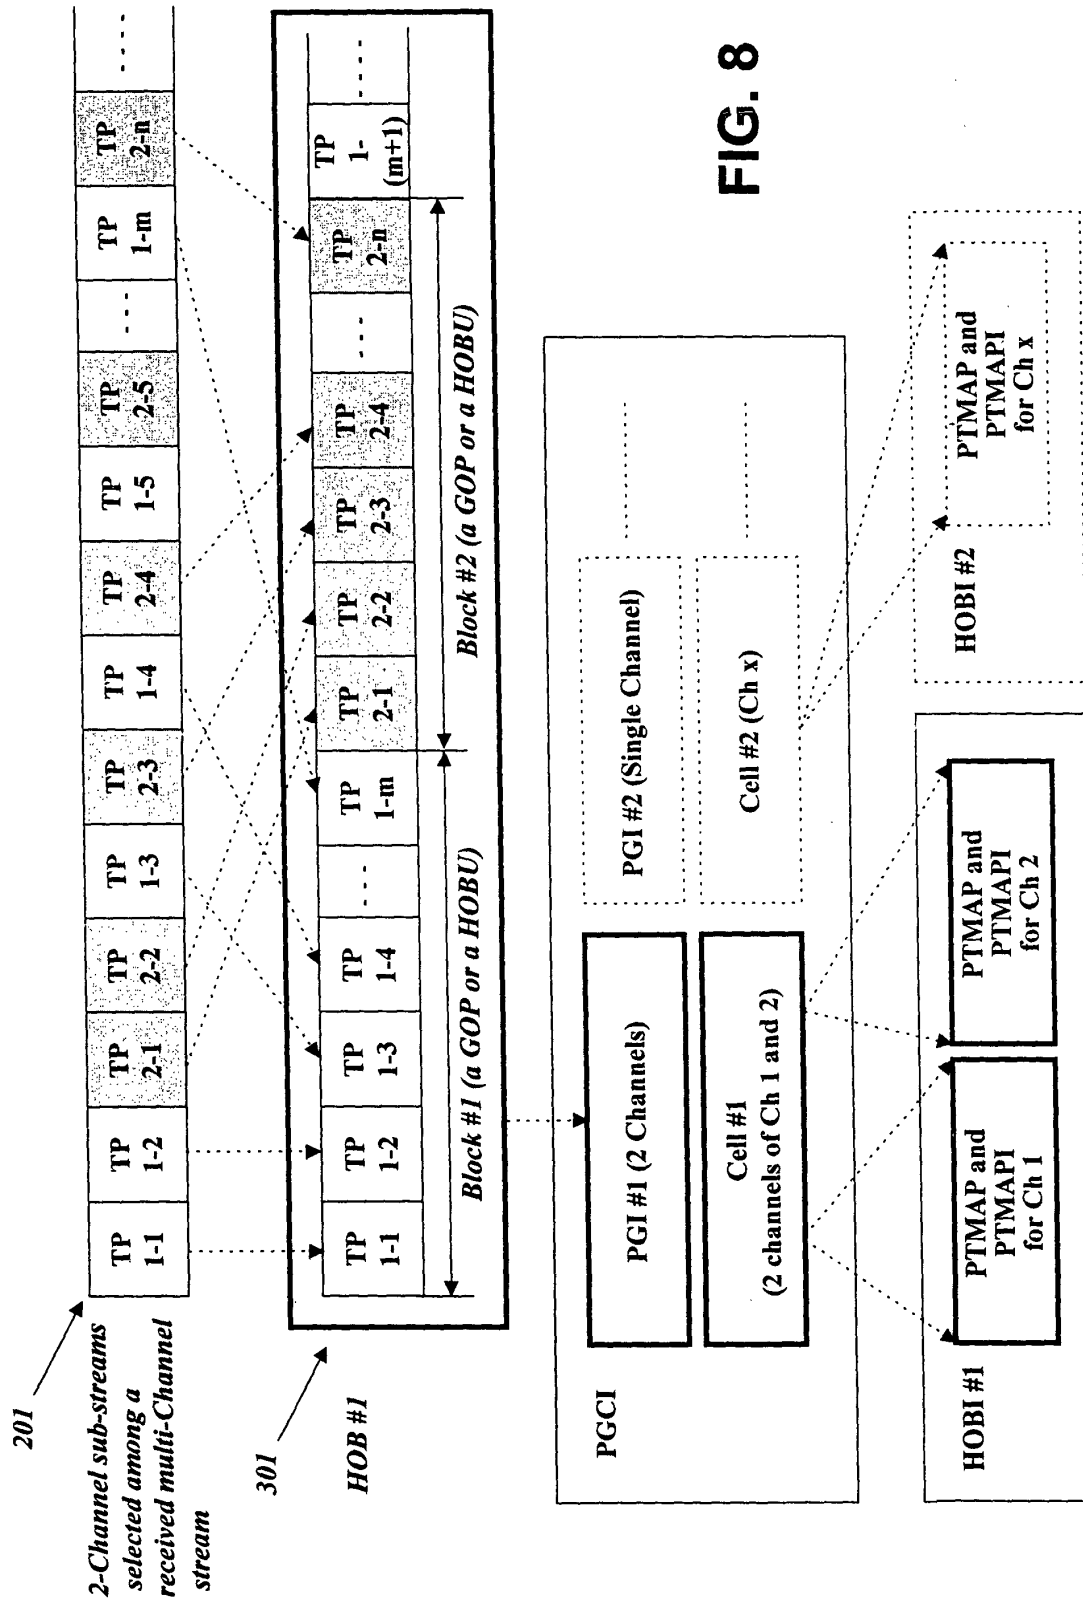 201
2-Channel sub-streams
selected among a
received multi-Channel
stream
TP
1-1
TP
1-2
TP
2-1
TP
2-2
TP
1-3
TP
2-3
TP
1-4
TP
2-4
TP
1-5
TP
2-5
- - -
TP
1-m
TP
2-n
- - - -
301
HOB #1
TP
1-1
TP
1-2
TP
1-3
TP
1-4
- - -
TP
1-m
TP
2-1
TP
2-2
TP
2-3
TP
2-4
- - -
TP
2-n
TP
1-
(m+1)
- - - -
Block #1 (a GOP or a HOBU)
Block #2 (a GOP or a HOBU)
PGCI
PGI #1 (2 Channels)
PGI #2 (Single Channel)
Cell #1
(2 channels of Ch 1 and 2)
Cell #2 (Ch x)
HOBI #1
PTMAP and
PTMAPI
for Ch 1
PTMAP and
PTMAPI
for Ch 2
HOBI #2
PTMAP and
PTMAPI
for Ch x
FIG. 8